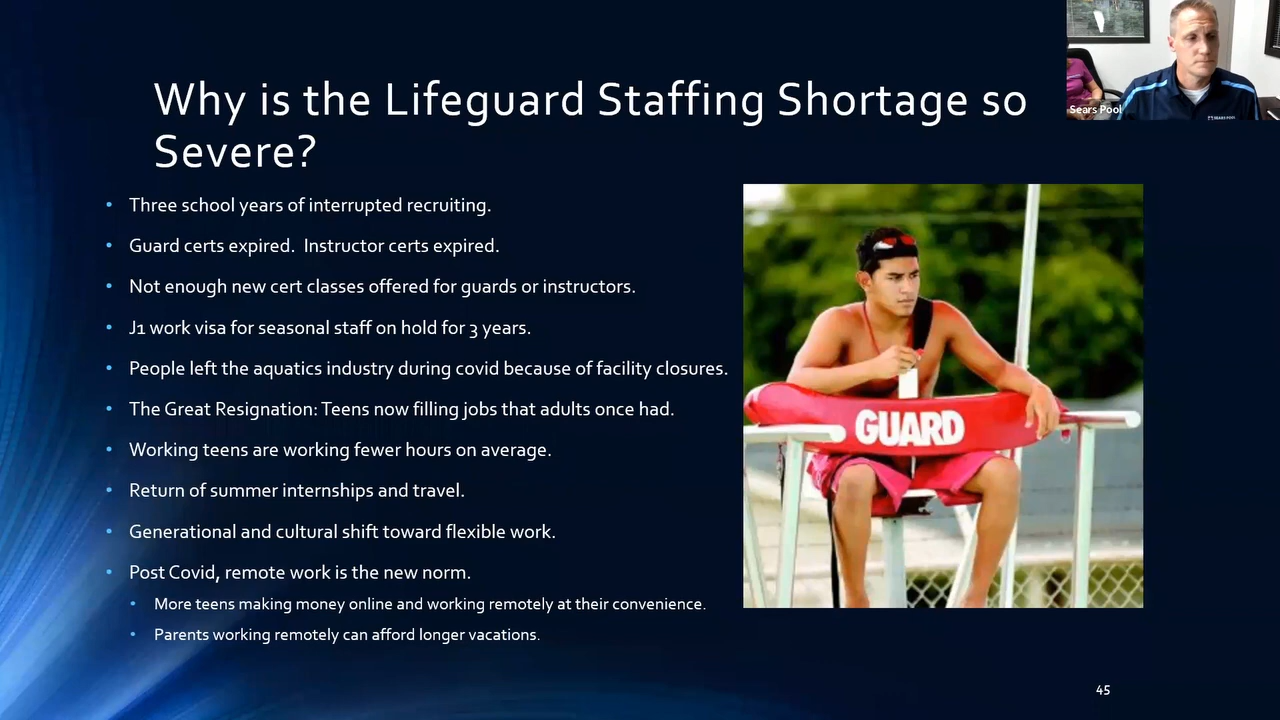 Why is the Lifeguard Staffing Shortage so
Severe?
Sears Pool
• Three school years of interrupted recruiting.
• Guard certs expired.  Instructor certs expired.
• Not enough new cert classes offered for guards or instructors.
• J1 work visa for seasonal staff on hold for 3 years.
• People left the aquatics industry during covid because of facility closures.
• The Great Resignation: Teens now filling jobs that adults once had.
• Working teens are working fewer hours on average.
• Return of summer internships and travel.
• Generational and cultural shift toward flexible work.
• Post Covid, remote work is the new norm.
• More teens making money online and working remotely at their convenience.
• Parents working remotely can afford longer vacations.
GUARD
SEARS POOL
45